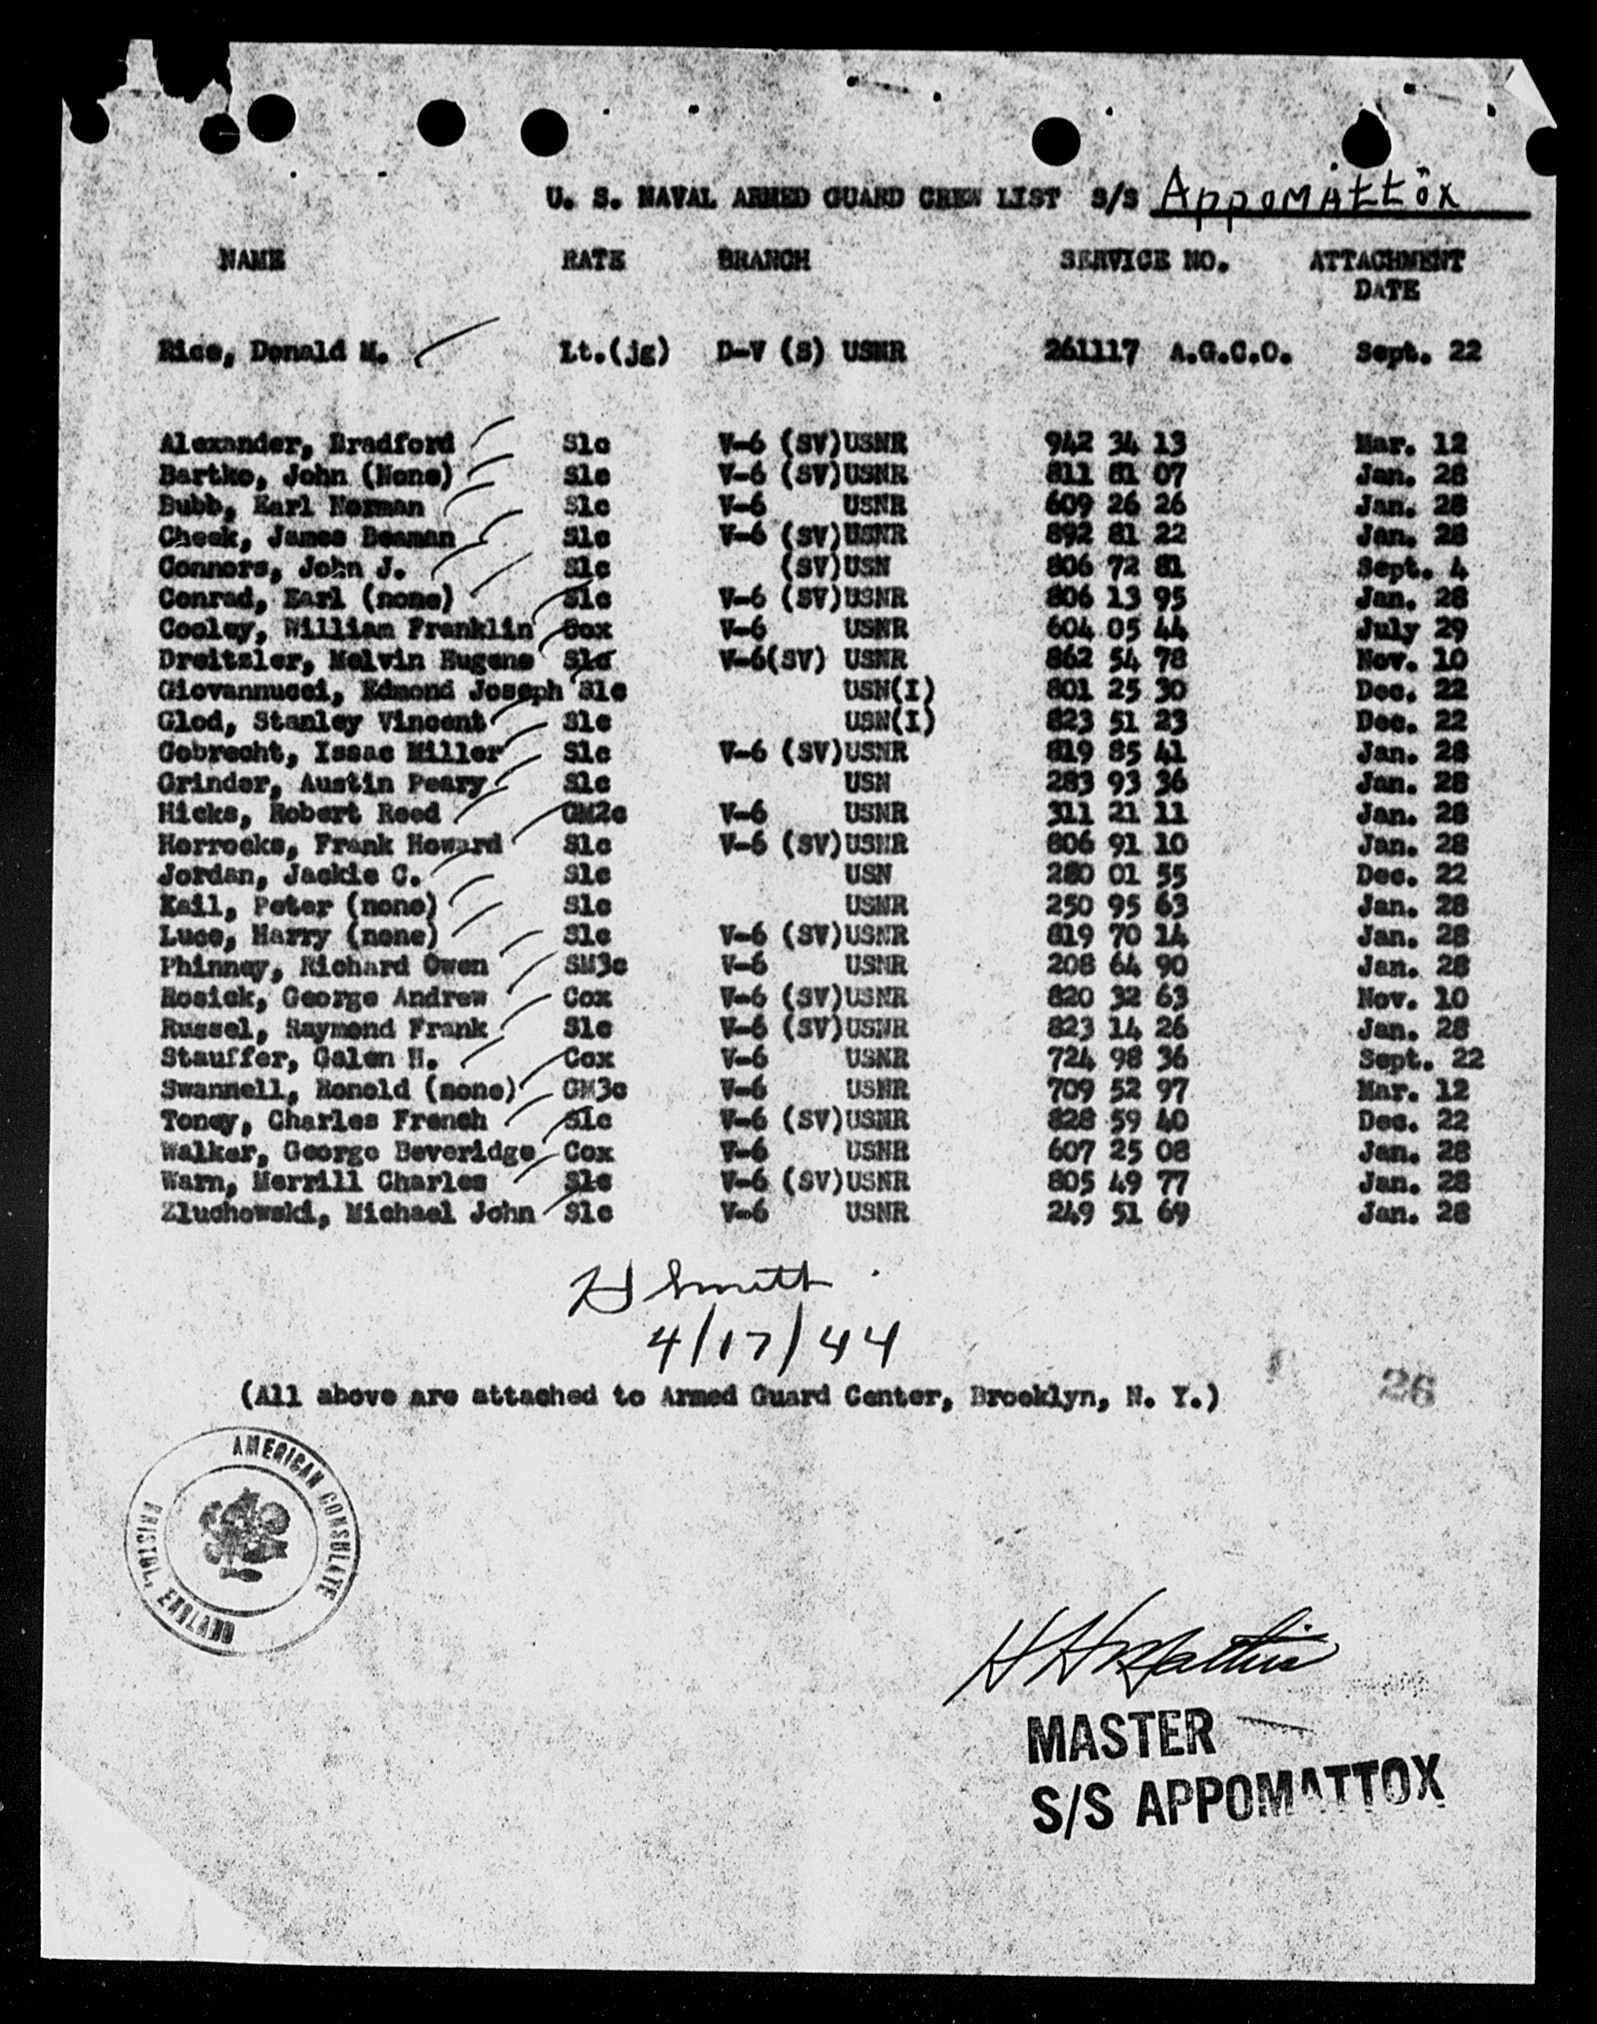 U. S. NAVAL ARMED GUARD CREW LIST S/S Appomattox
NAME RATE BRANCH SERVICE NO. ATTACHMENT DATE
Rice, Donald M. Lt.(jg) D-V (S) USNR 261117 A.G.C.O. Sept. 22
Alexander, Bradford S1c V-6 (SV)USNR 942 34 13 Mar. 12
Bartko, John (None) S1c V-6 (SV)USNR 811 81 07 Jan. 28
Bubb, Earl Norman S1c V-6 USNR 609 26 26 Jan. 28
Cheek, James Beaman S1c V-6 (SV)USNR 892 81 22 Jan. 28
Connors, John J. S1c (SV)USN 806 72 81 Sept. 4
Conrad, Earl (none) S1c V-6 (SV)USNR 806 13 95 Jan. 28
Cooley, William Franklin Cox V-6 USNR 604 05 44 July 29
Dreitzler, Melvin Eugene S1c V-6(SV) USNR 862 54 78 Nov. 10
Giovannucci, Edmond Joseph S1c USN(I) 801 25 30 Dec. 22
Glod, Stanley Vincent S1c USN(I) 823 51 23 Dec. 22
Gobrecht, Issac Miller S1c V-6 (SV)USNR 819 85 41 Jan. 28
Grinder, Austin Peary S1c USN 283 93 36 Jan. 28
Hicks, Robert Reed GM2c V-6 USNR 311 21 11 Jan. 28
Horrocks, Frank Howard S1c V-6 (SV)USNR 806 91 10 Jan. 28
Jordan, Jackie C. S1c USN 280 01 55 Dec. 22
Kail, Peter (none) S1c USNR 250 95 63 Jan. 28
Luce, Harry (none) S1c V-6 (SV)USNR 819 70 14 Jan. 28
Phinney, Richard Owen SM3c V-6 USNR 208 64 90 Jan. 28
Rosick, George Andrew Cox V-6 (SV)USNR 820 32 63 Nov. 10
Russel, Raymond Frank S1c V-6 (SV)USNR 823 14 26 Jan. 28
Stauffer, Galen H. Cox V-6 USNR 724 98 36 Sept. 22
Swannell, Ronold (none) GM3c V-6 USNR 709 52 97 Mar. 12
Toney, Charles French S1c V-6 (SV)USNR 828 59 40 Dec. 22
Walker, George Beveridge Cox V-6 USNR 607 25 08 Jan. 28
Warn, Merrill Charles S1c V-6 (SV)USNR 805 49 77 Jan. 28
Zluchowski, Michael John S1c V-6 USNR 249 51 69 Jan. 28
H Smith
4/17/44
(All above are attached to Armed Guard Center, Brooklyn, N. Y.)
26
AMERICAN CONSULATE
BRISTOL, ENGLAND
H H Mathis
MASTER
S/S APPOMATTOX